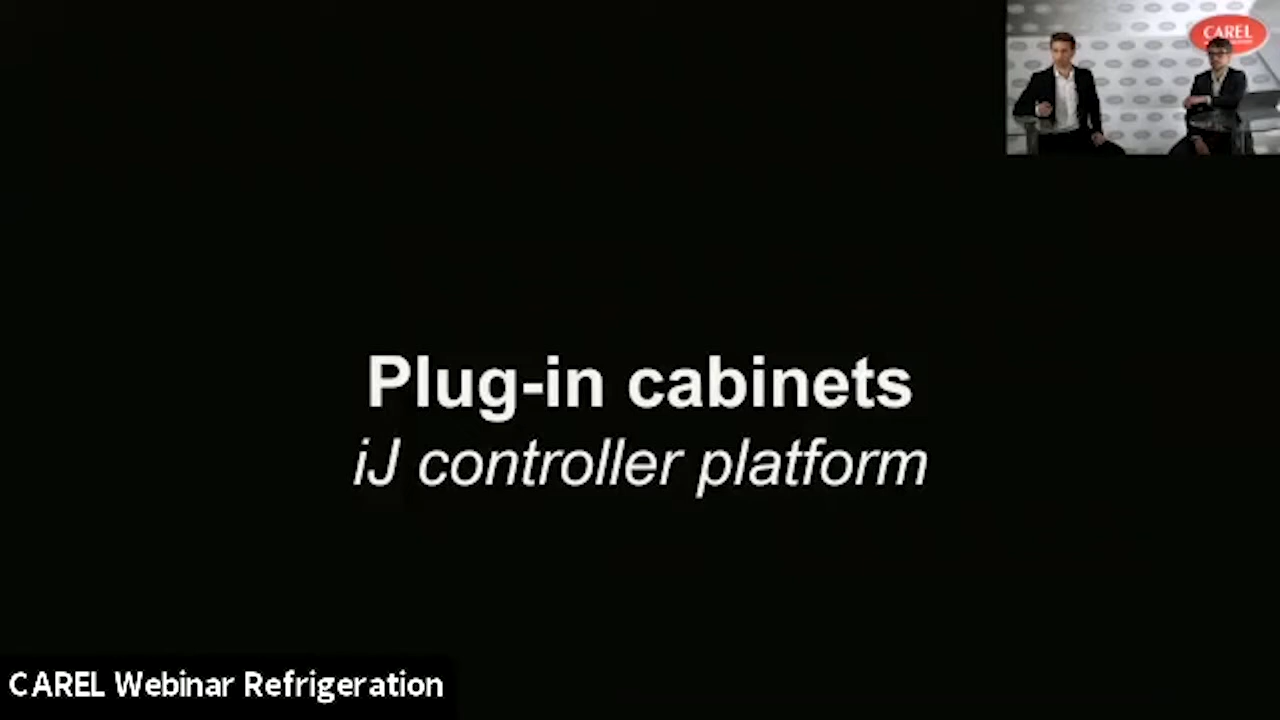 CAREL
Plug-in cabinets
iJ controller platform
CAREL Webinar Refrigeration